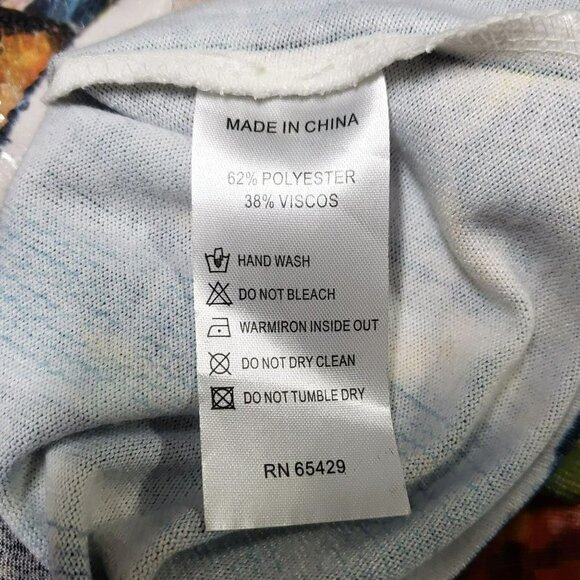 MADE IN CHINA
62% POLYESTER
38% VISCOS
HAND WASH
DO NOT BLEACH
WARMIRON INSIDE OUT
DO NOT DRY CLEAN
DO NOT TUMBLE DRY
RN 65429